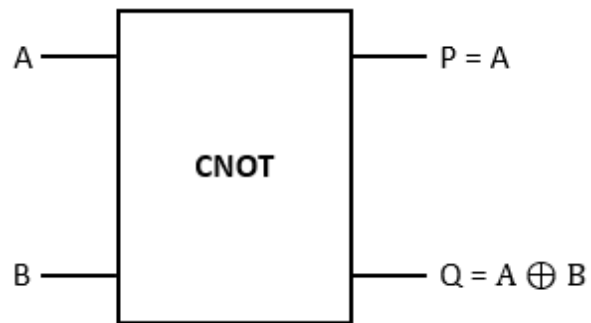 A
P = A
CNOT
B
Q = A ⊕ B